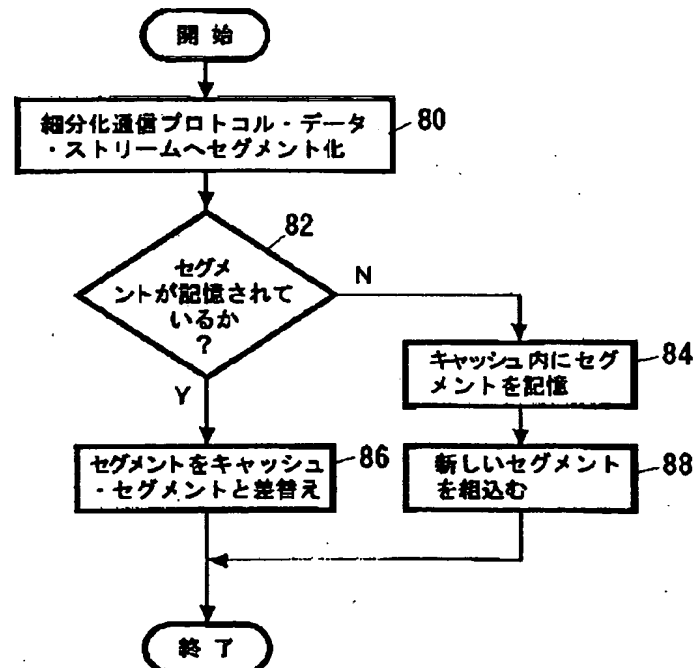 開始
細分化通信プロトコル・データ
・ストリームへセグメント化
80
82
セグメ
ントが記憶されて
いるか
?
N
Y
キャッシュ内にセグ
メントを記憶
84
セグメントをキャッシュ
・セグメントと差替え
86
新しいセグメント
を組込む
88
終了